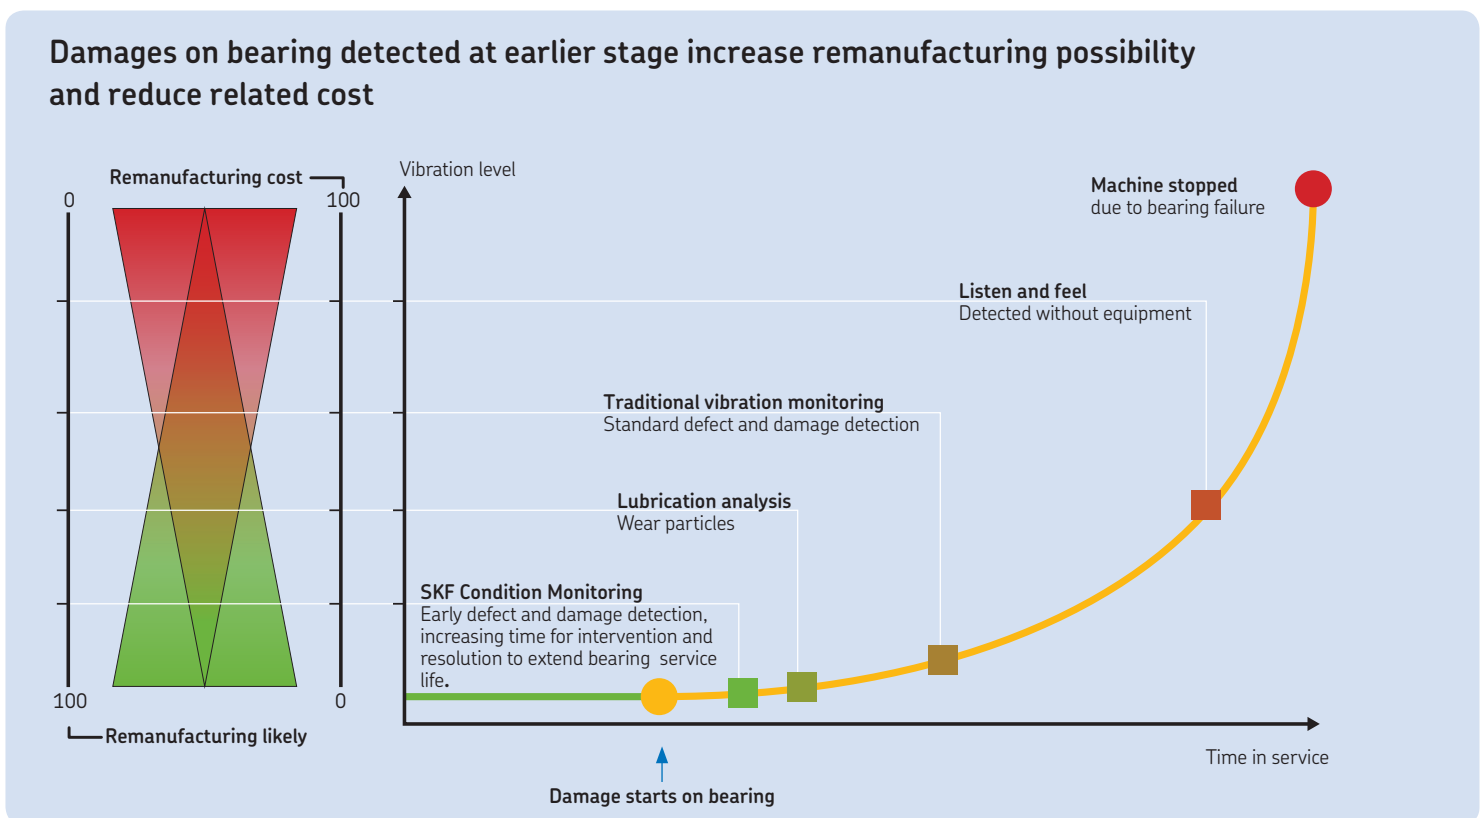 Damages on bearing detected at earlier stage increase remanufacturing possibility
and reduce related cost
Remanufacturing cost
0
100
100
0
Remanufacturing likely
Vibration level
Machine stopped
due to bearing failure
Listen and feel
Detected without equipment
Traditional vibration monitoring
Standard defect and damage detection
Lubrication analysis
Wear particles
SKF Condition Monitoring
Early defect and damage detection,
increasing time for intervention and
resolution to extend bearing service
life.
Time in service
Damage starts on bearing